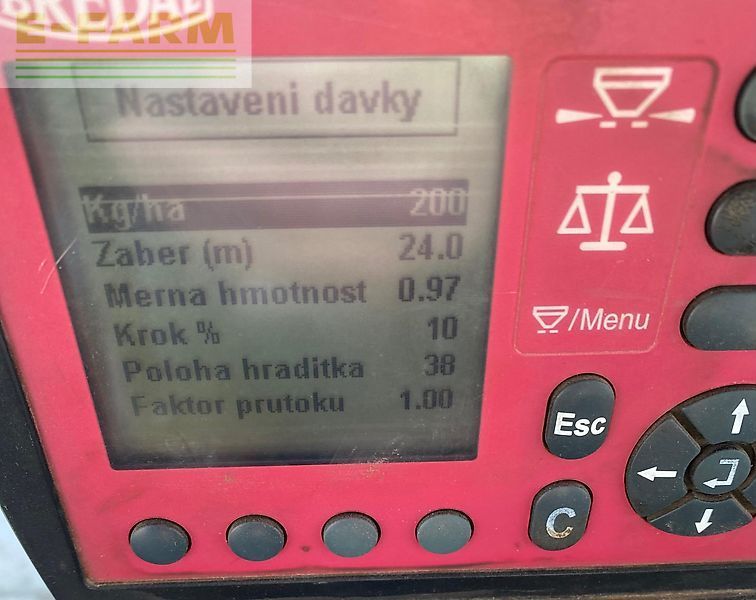 BREDAL
E-FARM
Nastaveni davky
Kg/ha 200
Zaber (m) 24.0
Merna hmotnost 0.97
Krok % 10
Poloha hraditka 38
Faktor prutoku 1.00
/Menu
Esc
C